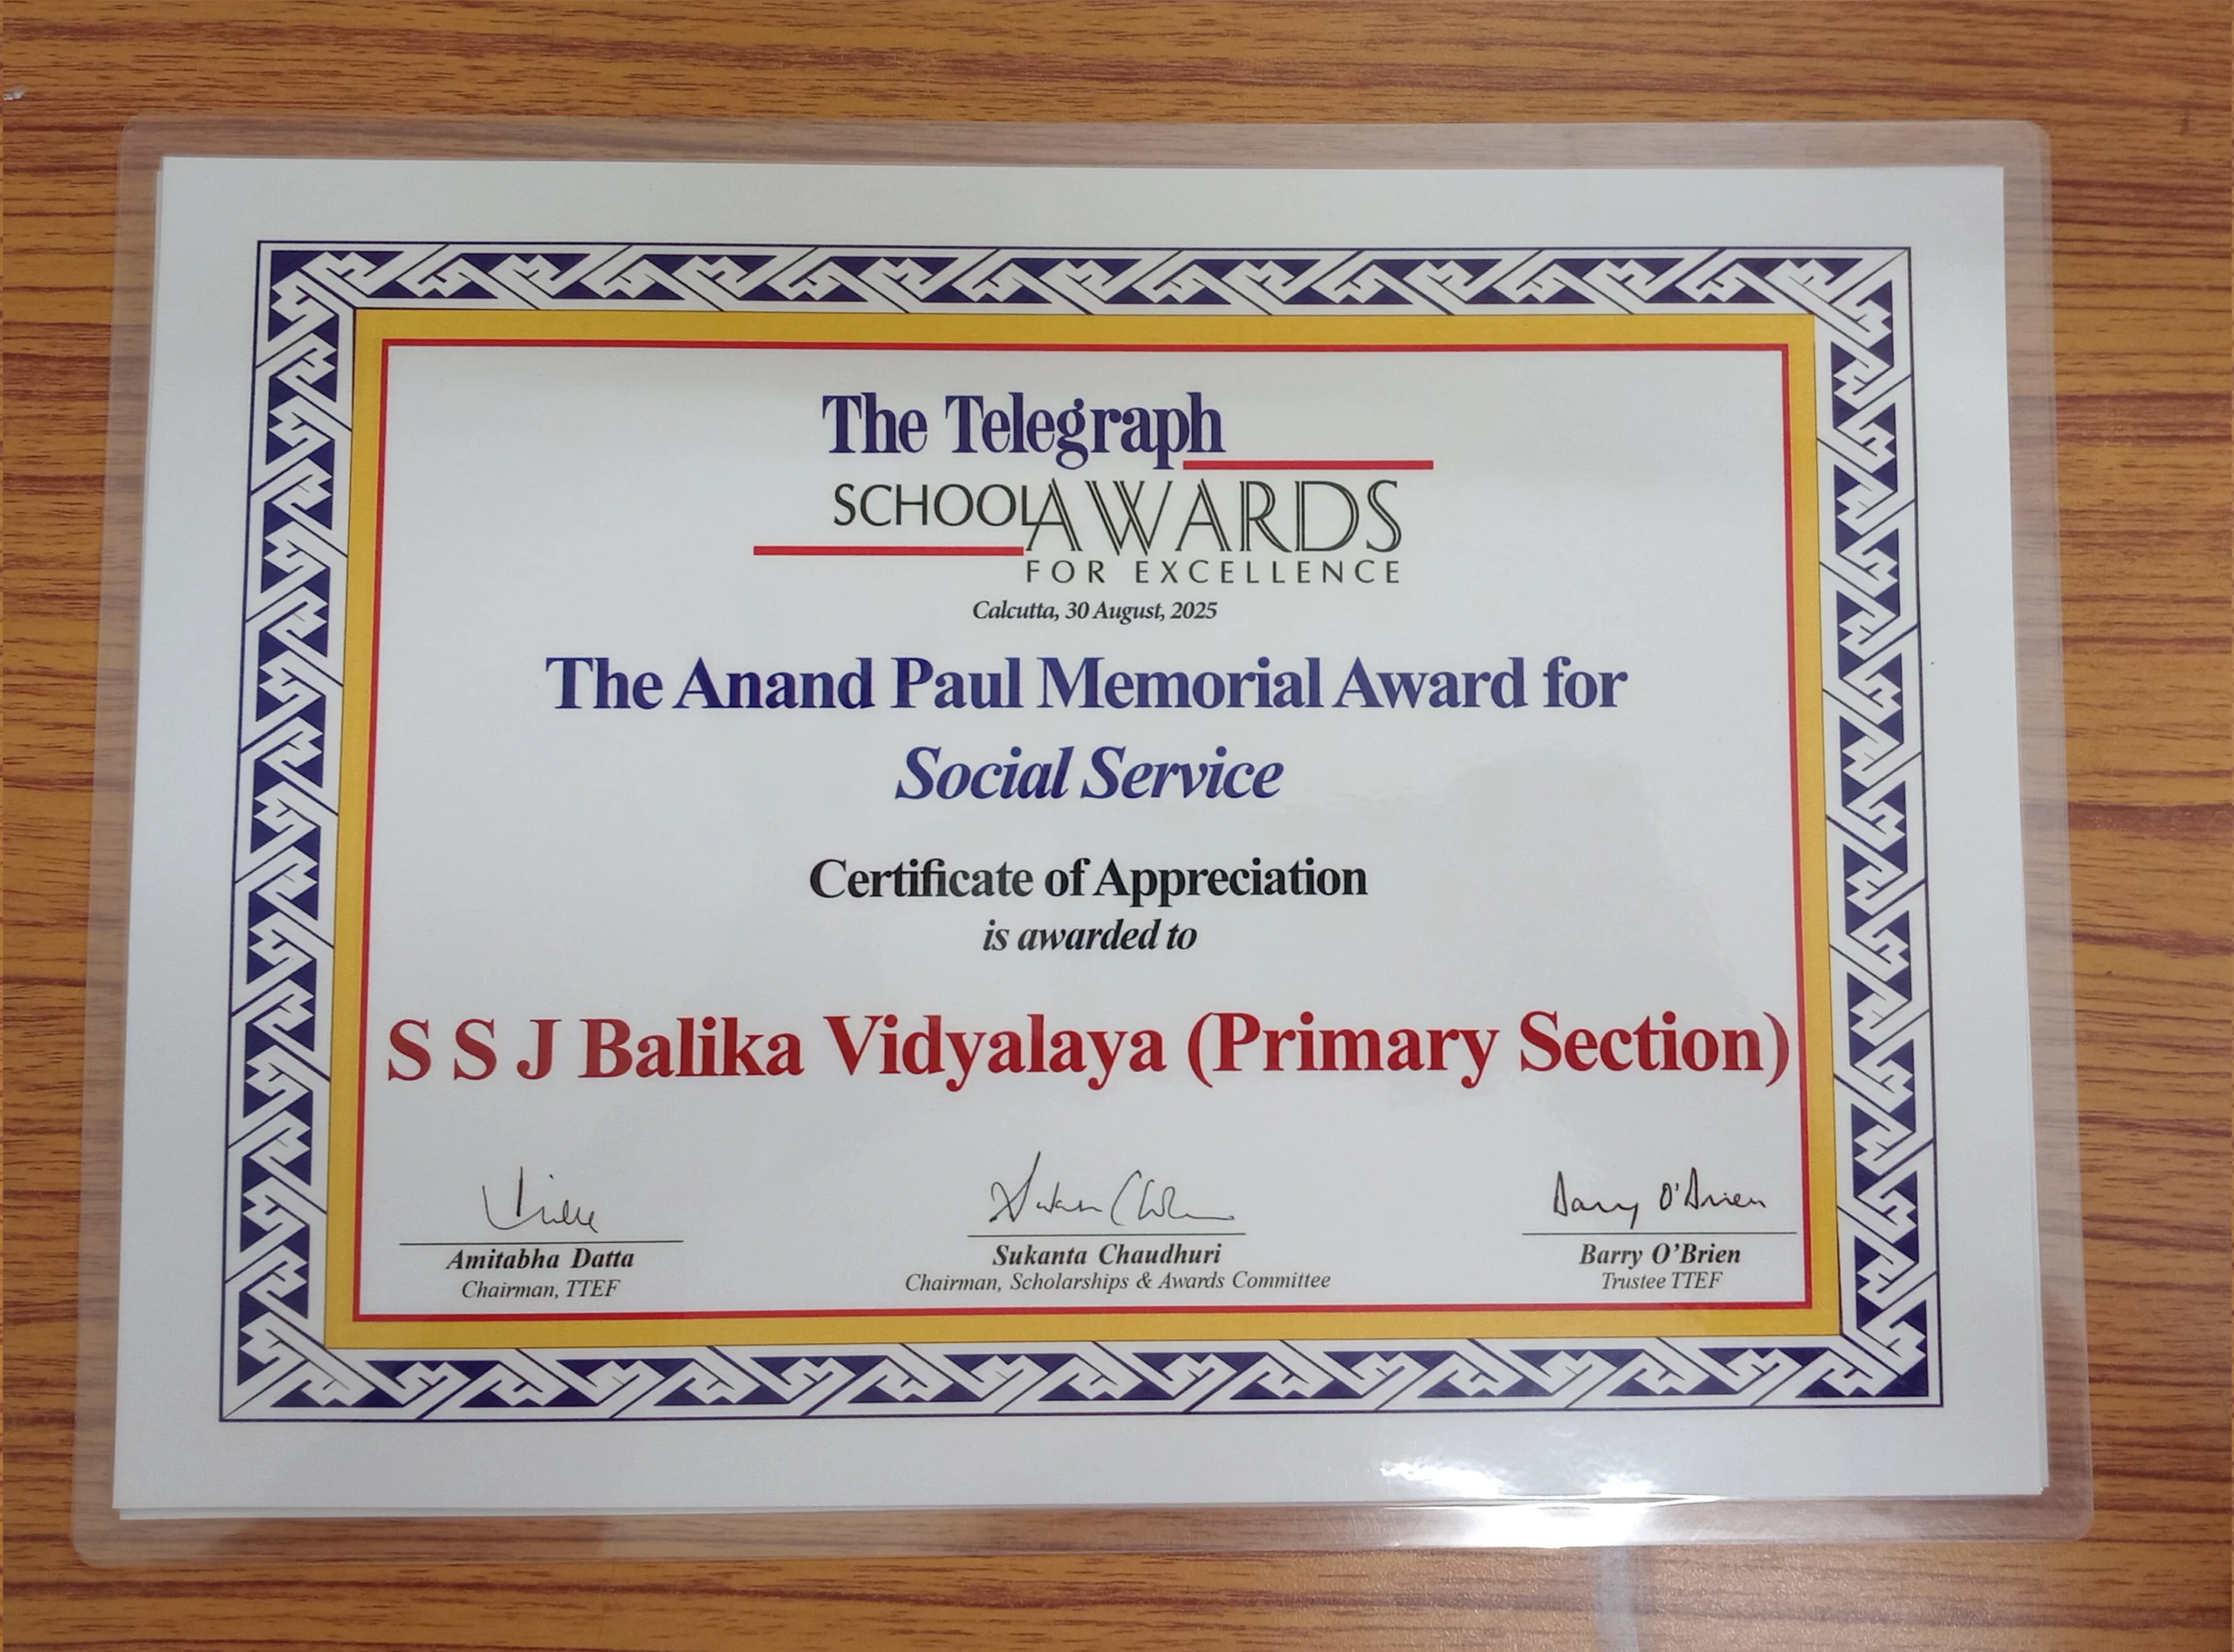 The Telegraph
SCHOOL AWARDS
FOR EXCELLENCE
Calcutta, 30 August, 2025
The Anand Paul Memorial Award for
Social Service
Certificate of Appreciation
is awarded to
S S J Balika Vidyalaya (Primary Section)
Barry O'Brien
Amitabha Datta
Chairman, TTEF
Sukanta Chaudhuri
Chairman, Scholarships & Awards Committee
Barry O'Brien
Trustee TTEF